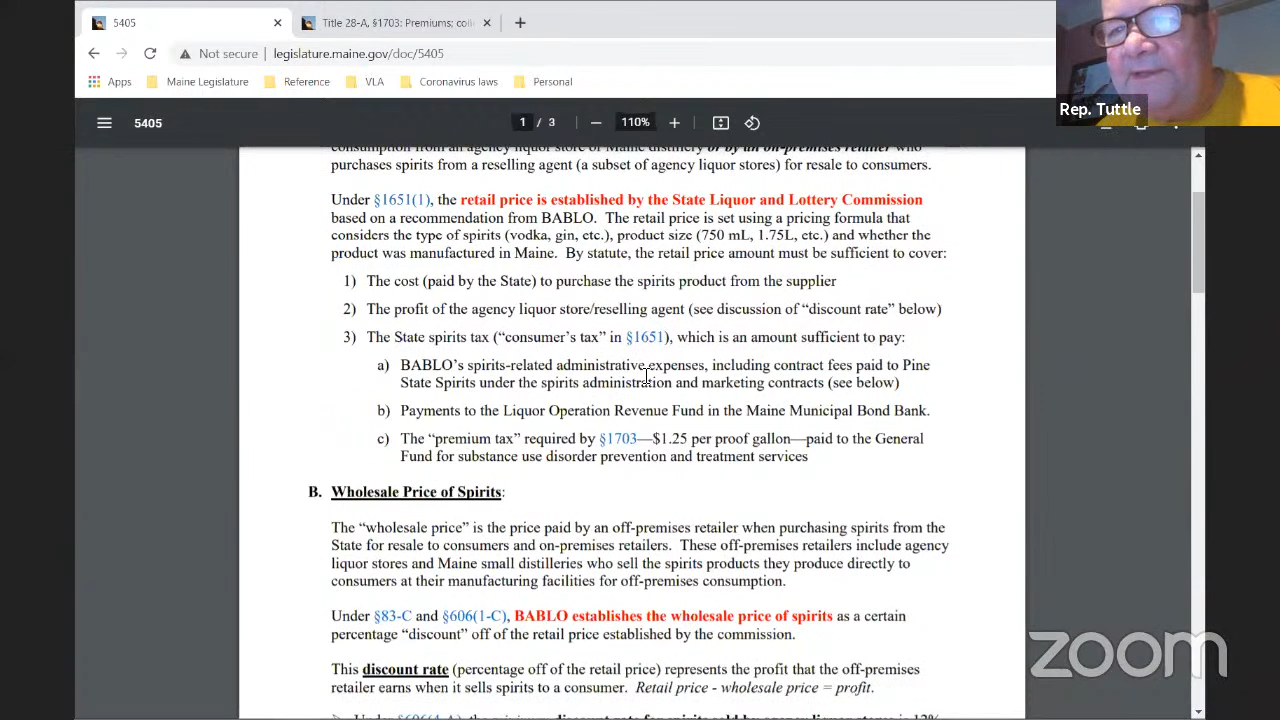 5405
Title 28-A, §1703: Premiums; coll
Not secure | legislature.maine.gov/doc/5405
Apps Maine Legislature Reference VLA Coronavirus laws Personal
5405 1 / 3 110%
Rep. Tuttle
purchases spirits from a reselling agent (a subset of agency liquor stores) for resale to consumers.
Under §1651(1), the retail price is established by the State Liquor and Lottery Commission
based on a recommendation from BABLO. The retail price is set using a pricing formula that
considers the type of spirits (vodka, gin, etc.), product size (750 mL, 1.75L, etc.) and whether the
product was manufactured in Maine. By statute, the retail price amount must be sufficient to cover:
1) The cost (paid by the State) to purchase the spirits product from the supplier
2) The profit of the agency liquor store/reselling agent (see discussion of “discount rate” below)
3) The State spirits tax (“consumer’s tax” in §1651), which is an amount sufficient to pay:
a) BABLO’s spirits-related administrative expenses, including contract fees paid to Pine
State Spirits under the spirits administration and marketing contracts (see below)
b) Payments to the Liquor Operation Revenue Fund in the Maine Municipal Bond Bank.
c) The “premium tax” required by §1703—$1.25 per proof gallon—paid to the General
Fund for substance use disorder prevention and treatment services
B. Wholesale Price of Spirits:
The “wholesale price” is the price paid by an off-premises retailer when purchasing spirits from the
State for resale to consumers and on-premises retailers. These off-premises retailers include agency
liquor stores and Maine small distilleries who sell the spirits products they produce directly to
consumers at their manufacturing facilities for off-premises consumption.
Under §83-C and §606(1-C), BABLO establishes the wholesale price of spirits as a certain
percentage “discount” off of the retail price established by the commission.
This discount rate (percentage off of the retail price) represents the profit that the off-premises
retailer earns when it sells spirits to a consumer. Retail price - wholesale price = profit.
zoom